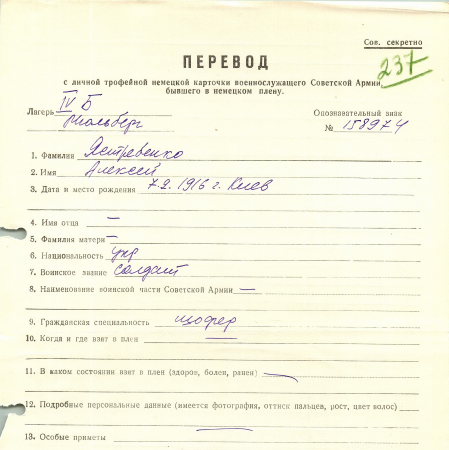 Сов. секретно
237
ПЕРЕВОД
с личной трофейной немецкой карточки военнослужащего Советской Армии,
бывшего в немецком плену.
Лагерь IV Б
Мюльберг
Опознавательный знак
№ 158974
1. Фамилия Ястревенко
2. Имя Алексей
3. Дата и место рождения 7.2.1916 г. Киев
4. Имя отца —
5. Фамилия матери —
6. Национальность укр
7. Воинское звание солдат
8. Наименование воинской части Советской Армии —
9. Гражданская специальность шофер
10. Когда и где взят в плен —
11. В каком состоянии взят в плен (здоров, болен, ранен) —
12. Подробные персональные данные (имеется фотография, оттиск пальцев, рост, цвет волос)
—
13. Особые приметы